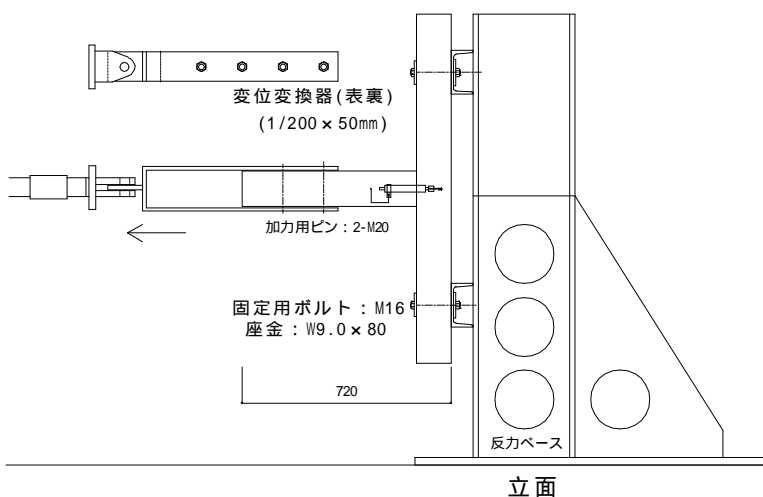 変位変換器(表裏)
(1/200×50mm)
加力用ピン：2-M20
固定用ボルト：M16
座金：W9.0×80
720
反力ベース
立面